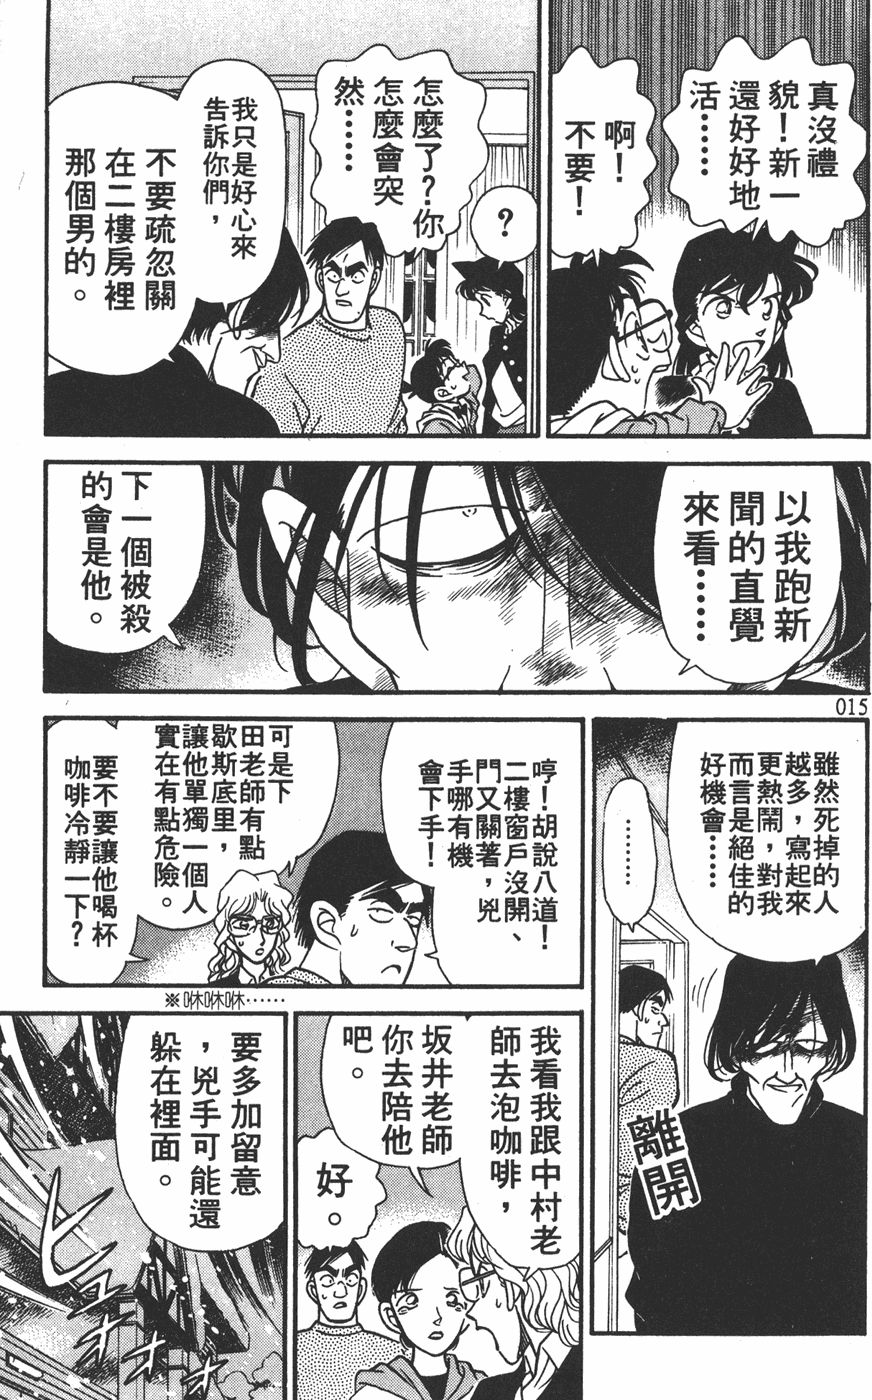 真沒禮
貌！新一
還好好地
活……
啊！
不要！
？
怎麼了？你
怎麼會突
然……
我只是好心來
告訴你們，
不要疏忽關
在二樓房裡
那個男的。
以我跑新
聞的直覺
來看……
下一個被殺
的會是他。
015
雖然死掉的人
越多，寫起來
更熱鬧，對我
而言是絕佳的
好機會……
……
離開
哼！胡說八道！
二樓窗戶沒開、
門又關著，兇
手哪有機
會下手！
可是下
田老師有點
歇斯底里，
讓他單獨一個人
實在有點危險。
要不要讓他喝杯
咖啡冷靜一下？
※咻咻咻……
我看我跟中村老
師去泡咖啡，
坂井老師
你去陪他
吧。
好。
要多加留意
，兇手可能還
躲在裡面。
ヒュウウ